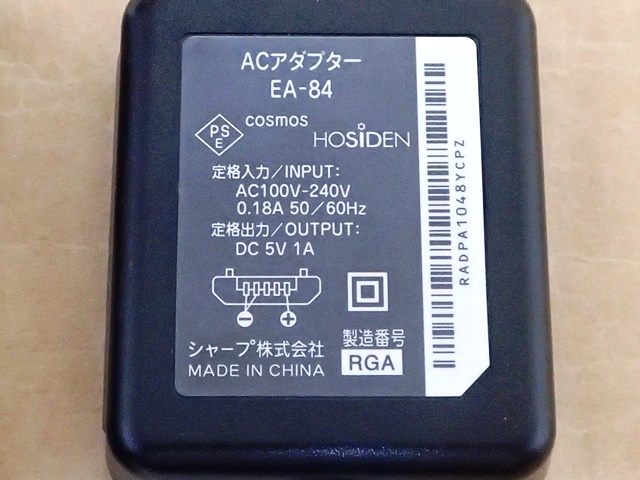 ACアダプター
EA-84
PS
E
cosmos
HOSIDEN
定格入力/INPUT:
AC100V-240V
0.18A 50/60Hz
定格出力/OUTPUT:
DC 5V 1A
シャープ株式会社
MADE IN CHINA
製造番号
RGA
RADPA1048YCPZ